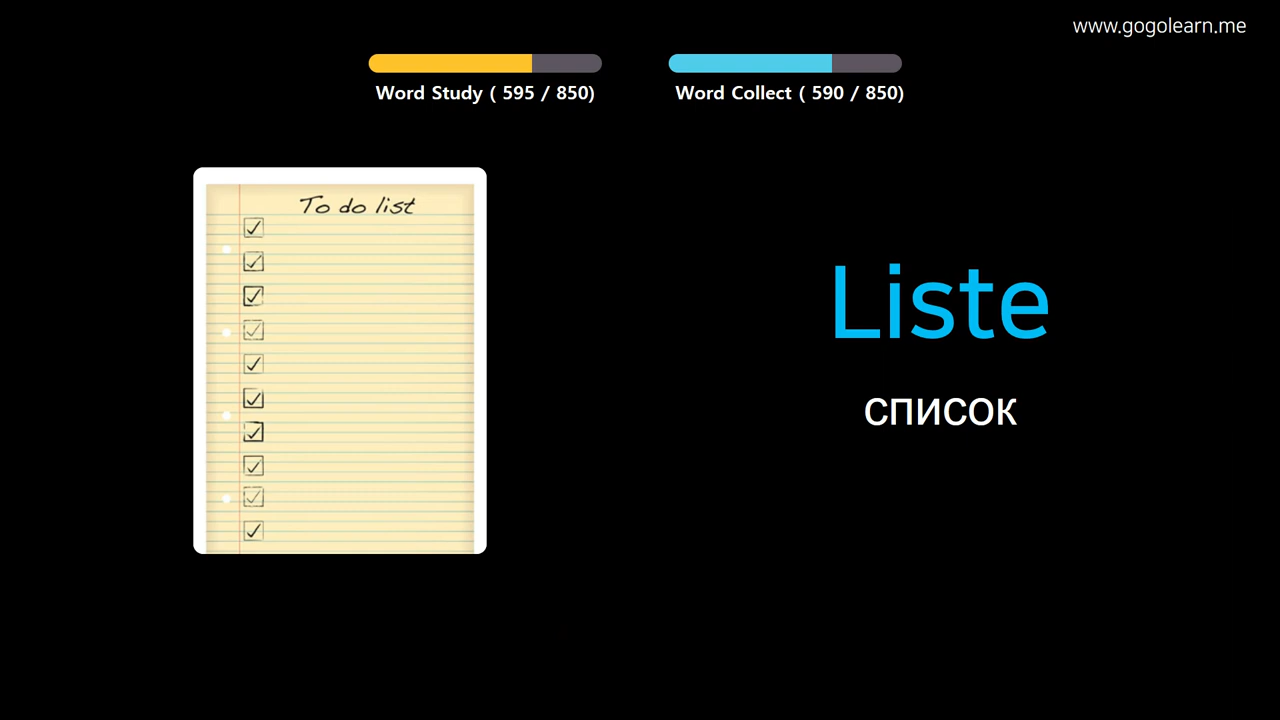 www.gogolearn.me
Word Study ( 595 / 850)
Word Collect ( 590 / 850)
To do list
Liste
список